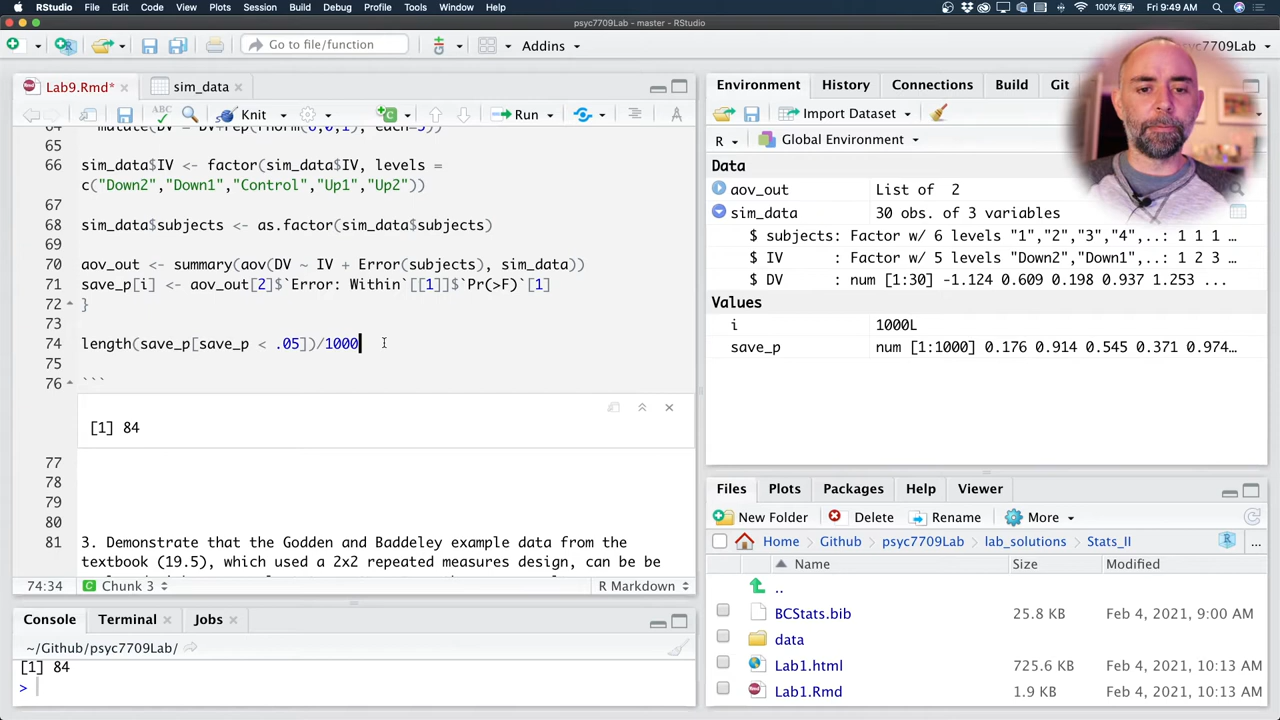 RStudio File Edit Code View Plots Session Build Debug Profile Tools Window Help
100% Fri 9:49 AM
psyc7709Lab - master - RStudio
Go to file/function
Addins
psyc7709Lab
Lab9.Rmd*
sim_data
Knit
Run
65
66 sim_data$IV <- factor(sim_data$IV, levels =
c("Down2","Down1","Control","Up1","Up2"))
67
68 sim_data$subjects <- as.factor(sim_data$subjects)
69
70 aov_out <- summary(aov(DV ~ IV + Error(subjects), sim_data))
71 save_p[i] <- aov_out[2]$`Error: Within`[[1]]$`Pr(>F)`[1]
72 }
73
74 length(save_p[save_p < .05])/1000
75
76 ```
[1] 84
77
78
79
80
81 3. Demonstrate that the Godden and Baddeley example data from the
textbook (19.5), which used a 2x2 repeated measures design, can be be
74:34 Chunk 3 R Markdown
Console Terminal Jobs
~/Github/psyc7709Lab/
[1] 84
>
Environment History Connections Build Git
Import Dataset
R Global Environment
Data
aov_out List of 2
sim_data 30 obs. of 3 variables
$ subjects: Factor w/ 6 levels "1","2","3","4",..: 1 1 1 …
$ IV : Factor w/ 5 levels "Down2","Down1",..: 1 2 3 …
$ DV : num [1:30] -1.124 0.609 0.198 0.937 1.253 ...
Values
i 1000L
save_p num [1:1000] 0.176 0.914 0.545 0.371 0.974…
Files Plots Packages Help Viewer
New Folder Delete Rename More
Home Github psyc7709Lab lab_solutions Stats_II ...
Name Size Modified
..
BCStats.bib 25.8 KB Feb 4, 2021, 9:00 AM
data
Lab1.html 725.6 KB Feb 4, 2021, 10:13 AM
Lab1.Rmd 1.9 KB Feb 4, 2021, 10:13 AM